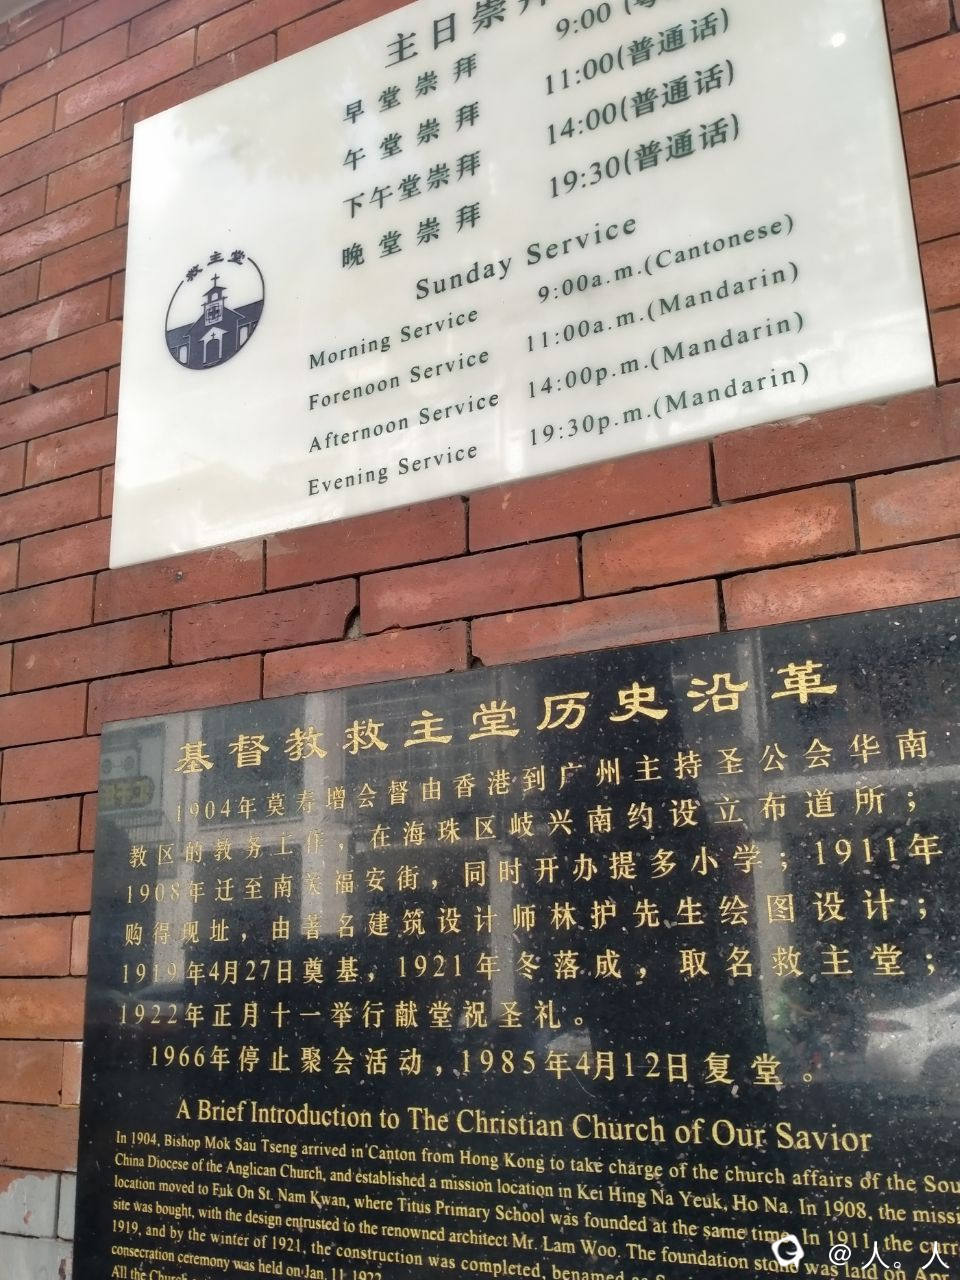 主日崇拜
早堂崇拜 9:00
午堂崇拜 11:00(普通话)
下午堂崇拜 14:00(普通话)
晚堂崇拜 19:30(普通话)
救主堂
Sunday Service
Morning Service 9:00a.m.(Cantonese)
Forenoon Service 11:00a.m.(Mandarin)
Afternoon Service 14:00p.m.(Mandarin)
Evening Service 19:30p.m.(Mandarin)
基督教救主堂历史沿革
1904年莫寿增会督由香港到广州主持圣公会华南
教区的教务工作，在海珠区岐兴南约设立布道所；
1908年迁至南关福安街，同时开办提多小学；1911年
购得现址，由著名建筑设计师林护先生绘图设计；
1919年4月27日奠基，1921年冬落成，取名救主堂；
1922年正月十一举行献堂祝圣礼。
1966年停止聚会活动，1985年4月12日复堂。
A Brief Introduction to The Christian Church of Our Savior
In 1904, Bishop Mok Sau Tseng arrived in Canton from Hong Kong to take charge of the church affairs of the Sou
China Diocese of the Anglican Church, and established a mission location in Kei Hing Na Yeuk, Ho Na. In 1908, the missi
location moved to Fuk On St. Nam Kwan, where Titus Primary School was founded at the same time. In 1911, the curr
site was bought, with the design entrusted to the renowned architect Mr. Lam Woo. The foundation stone was laid on Apr
1919, and by the winter of 1921, the construction was completed, benamed as
consecration ceremony was held on Jan. 11, 1922.
All the Church
@人。人